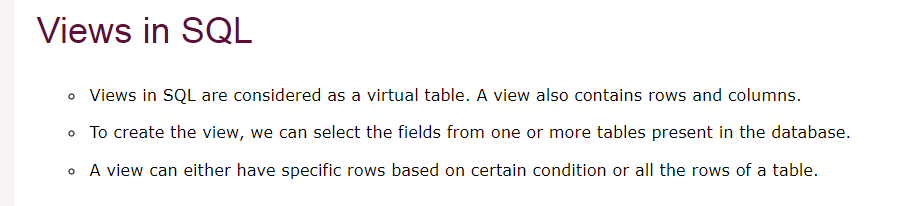 Views in SQL
Views in SQL are considered as a virtual table. A view also contains rows and columns.
To create the view, we can select the fields from one or more tables present in the database.
A view can either have specific rows based on certain condition or all the rows of a table.